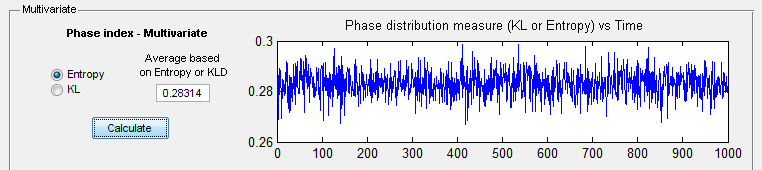 Multivariate
Phase index - Multivariate
Average based
on Entropy or KLD
Entropy
KL
0.28314
Calculate
Phase distribution measure (KL or Entropy) vs Time
0.3
0.28
0.26
0 100 200 300 400 500 600 700 800 900 1000